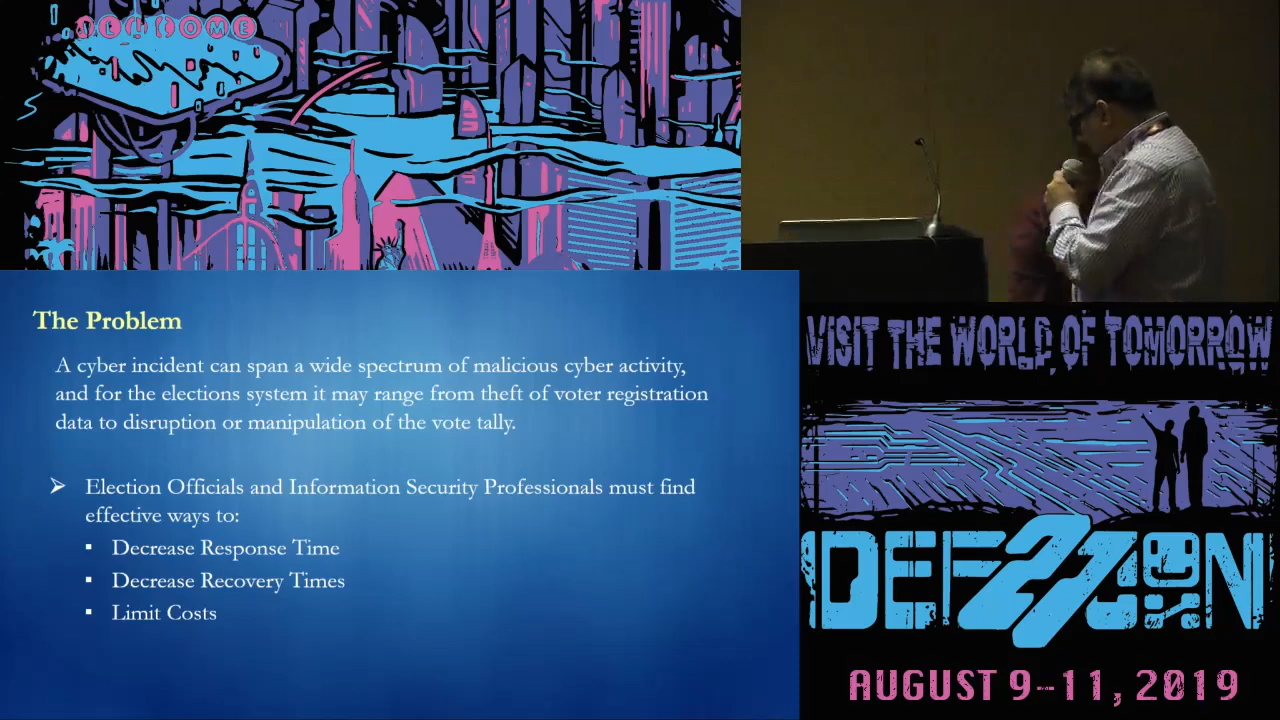 WELCOME
The Problem
A cyber incident can span a wide spectrum of malicious cyber activity,
and for the elections system it may range from theft of voter registration
data to disruption or manipulation of the vote tally.
Election Officials and Information Security Professionals must find
effective ways to:
Decrease Response Time
Decrease Recovery Times
Limit Costs
VISIT THE WORLD OF TOMORROW
DEF27CON
AUGUST 9-11, 2019